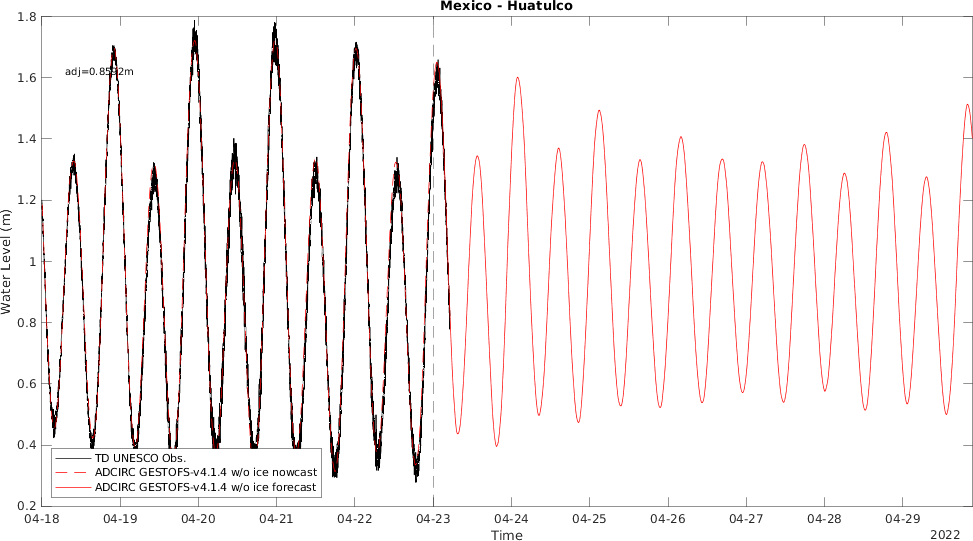 Mexico - Huatulco
1.8
1.6
1.4
1.2
1
0.8
0.6
0.4
0.2
Water Level (m)
adj=0.8592m
TD UNESCO Obs.
ADCIRC GESTOFS-v4.1.4 w/o ice nowcast
ADCIRC GESTOFS-v4.1.4 w/o ice forecast
04-18 04-19 04-20 04-21 04-22 04-23 04-24 04-25 04-26 04-27 04-28 04-29
Time
2022